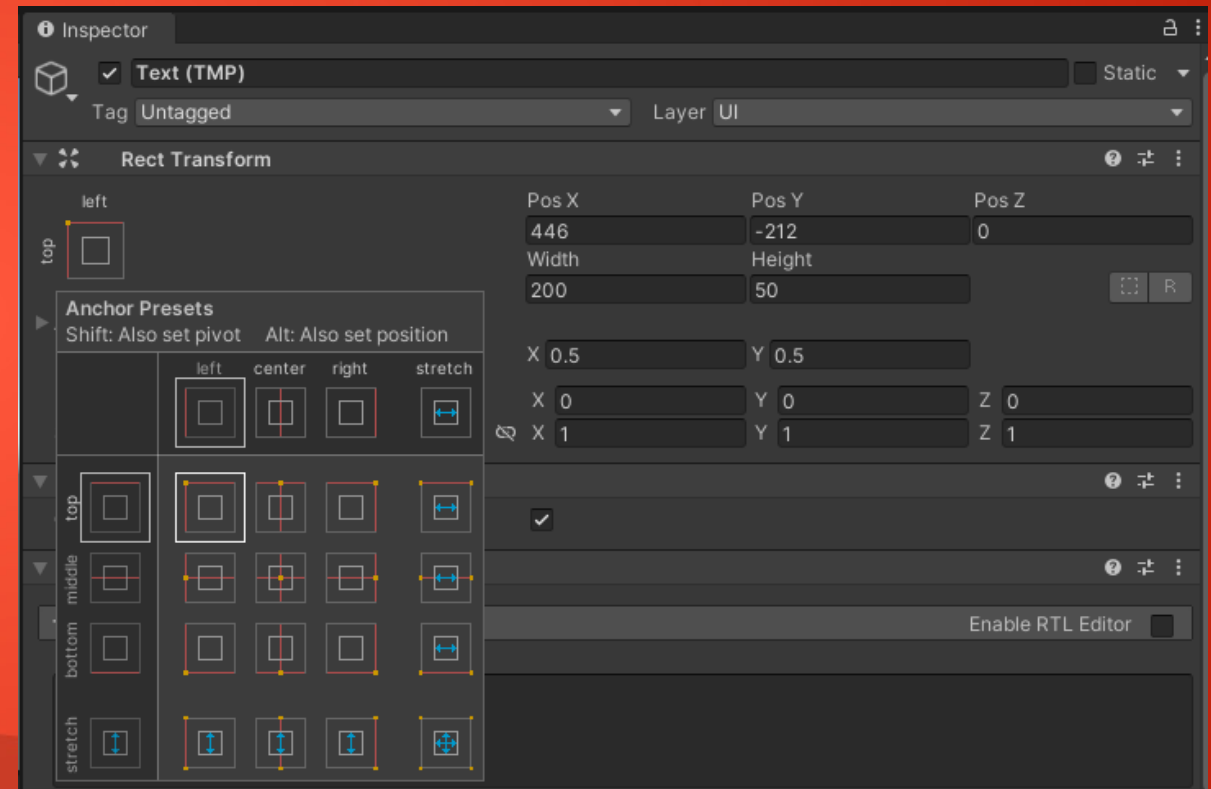 Inspector
Text (TMP) Static
Tag Untagged Layer UI
Rect Transform
left Pos X Pos Y Pos Z
top 446 -212 0
Width Height
200 50 R
Anchor Presets
Shift: Also set pivot Alt: Also set position
X 0.5 Y 0.5
left center right stretch
X 0 Y 0 Z 0
X 1 Y 1 Z 1
top
middle
bottom Enable RTL Editor
stretch